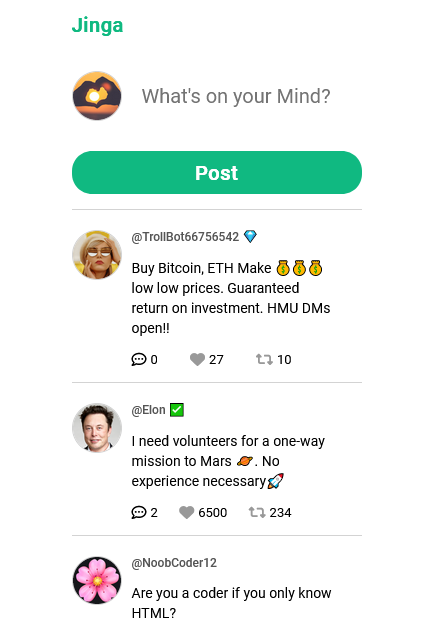 Jinga
What's on your Mind?
Post
@TrollBot66756542 💎
Buy Bitcoin, ETH Make 💰💰💰
low low prices. Guaranteed
return on investment. HMU DMs
open!!
0 27 10
@Elon ✅
I need volunteers for a one-way
mission to Mars 🪐. No
experience necessary🚀
2 6500 234
@NoobCoder12
Are you a coder if you only know
HTML?